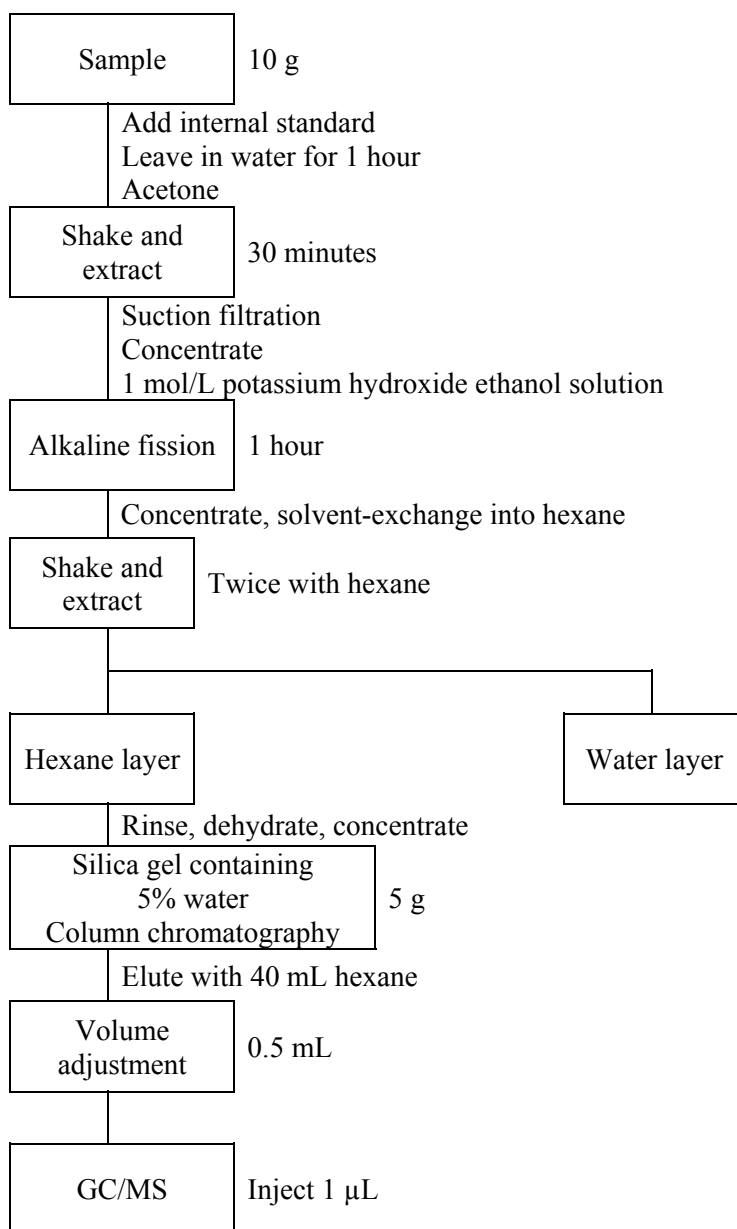 Sample
10 g
Add internal standard
Leave in water for 1 hour
Acetone
Shake and
extract
30 minutes
Suction filtration
Concentrate
1 mol/L potassium hydroxide ethanol solution
Alkaline fission
1 hour
Concentrate, solvent-exchange into hexane
Shake and
extract
Twice with hexane
Hexane layer
Water layer
Rinse, dehydrate, concentrate
Silica gel containing
5% water
Column chromatography
5 g
Elute with 40 mL hexane
Volume
adjustment
0.5 mL
GC/MS
Inject 1 µL